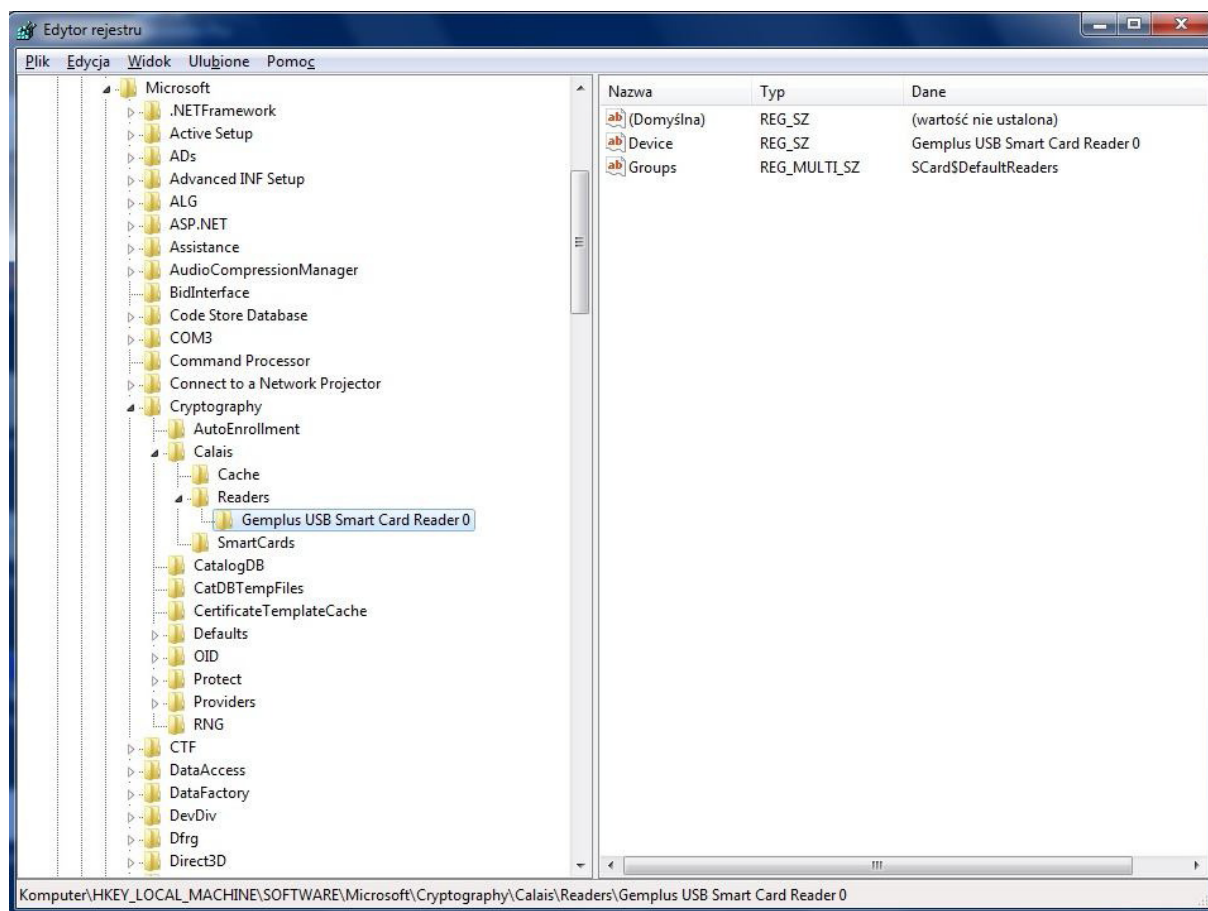 Edytor rejestru
Plik Edycja Widok Ulubione Pomoc
Microsoft
.NETFramework
Active Setup
ADs
Advanced INF Setup
ALG
ASP.NET
Assistance
AudioCompressionManager
BidInterface
Code Store Database
COM3
Command Processor
Connect to a Network Projector
Cryptography
AutoEnrollment
Calais
Cache
Readers
Gemplus USB Smart Card Reader 0
SmartCards
CatalogDB
CatDBTempFiles
CertificateTemplateCache
Defaults
OID
Protect
Providers
RNG
CTF
DataAccess
DataFactory
DevDiv
Dfrg
Direct3D
Nazwa Typ Dane
ab (Domyślna) REG_SZ (wartość nie ustalona)
ab Device REG_SZ Gemplus USB Smart Card Reader 0
ab Groups REG_MULTI_SZ SCard$DefaultReaders
Komputer\HKEY_LOCAL_MACHINE\SOFTWARE\Microsoft\Cryptography\Calais\Readers\Gemplus USB Smart Card Reader 0